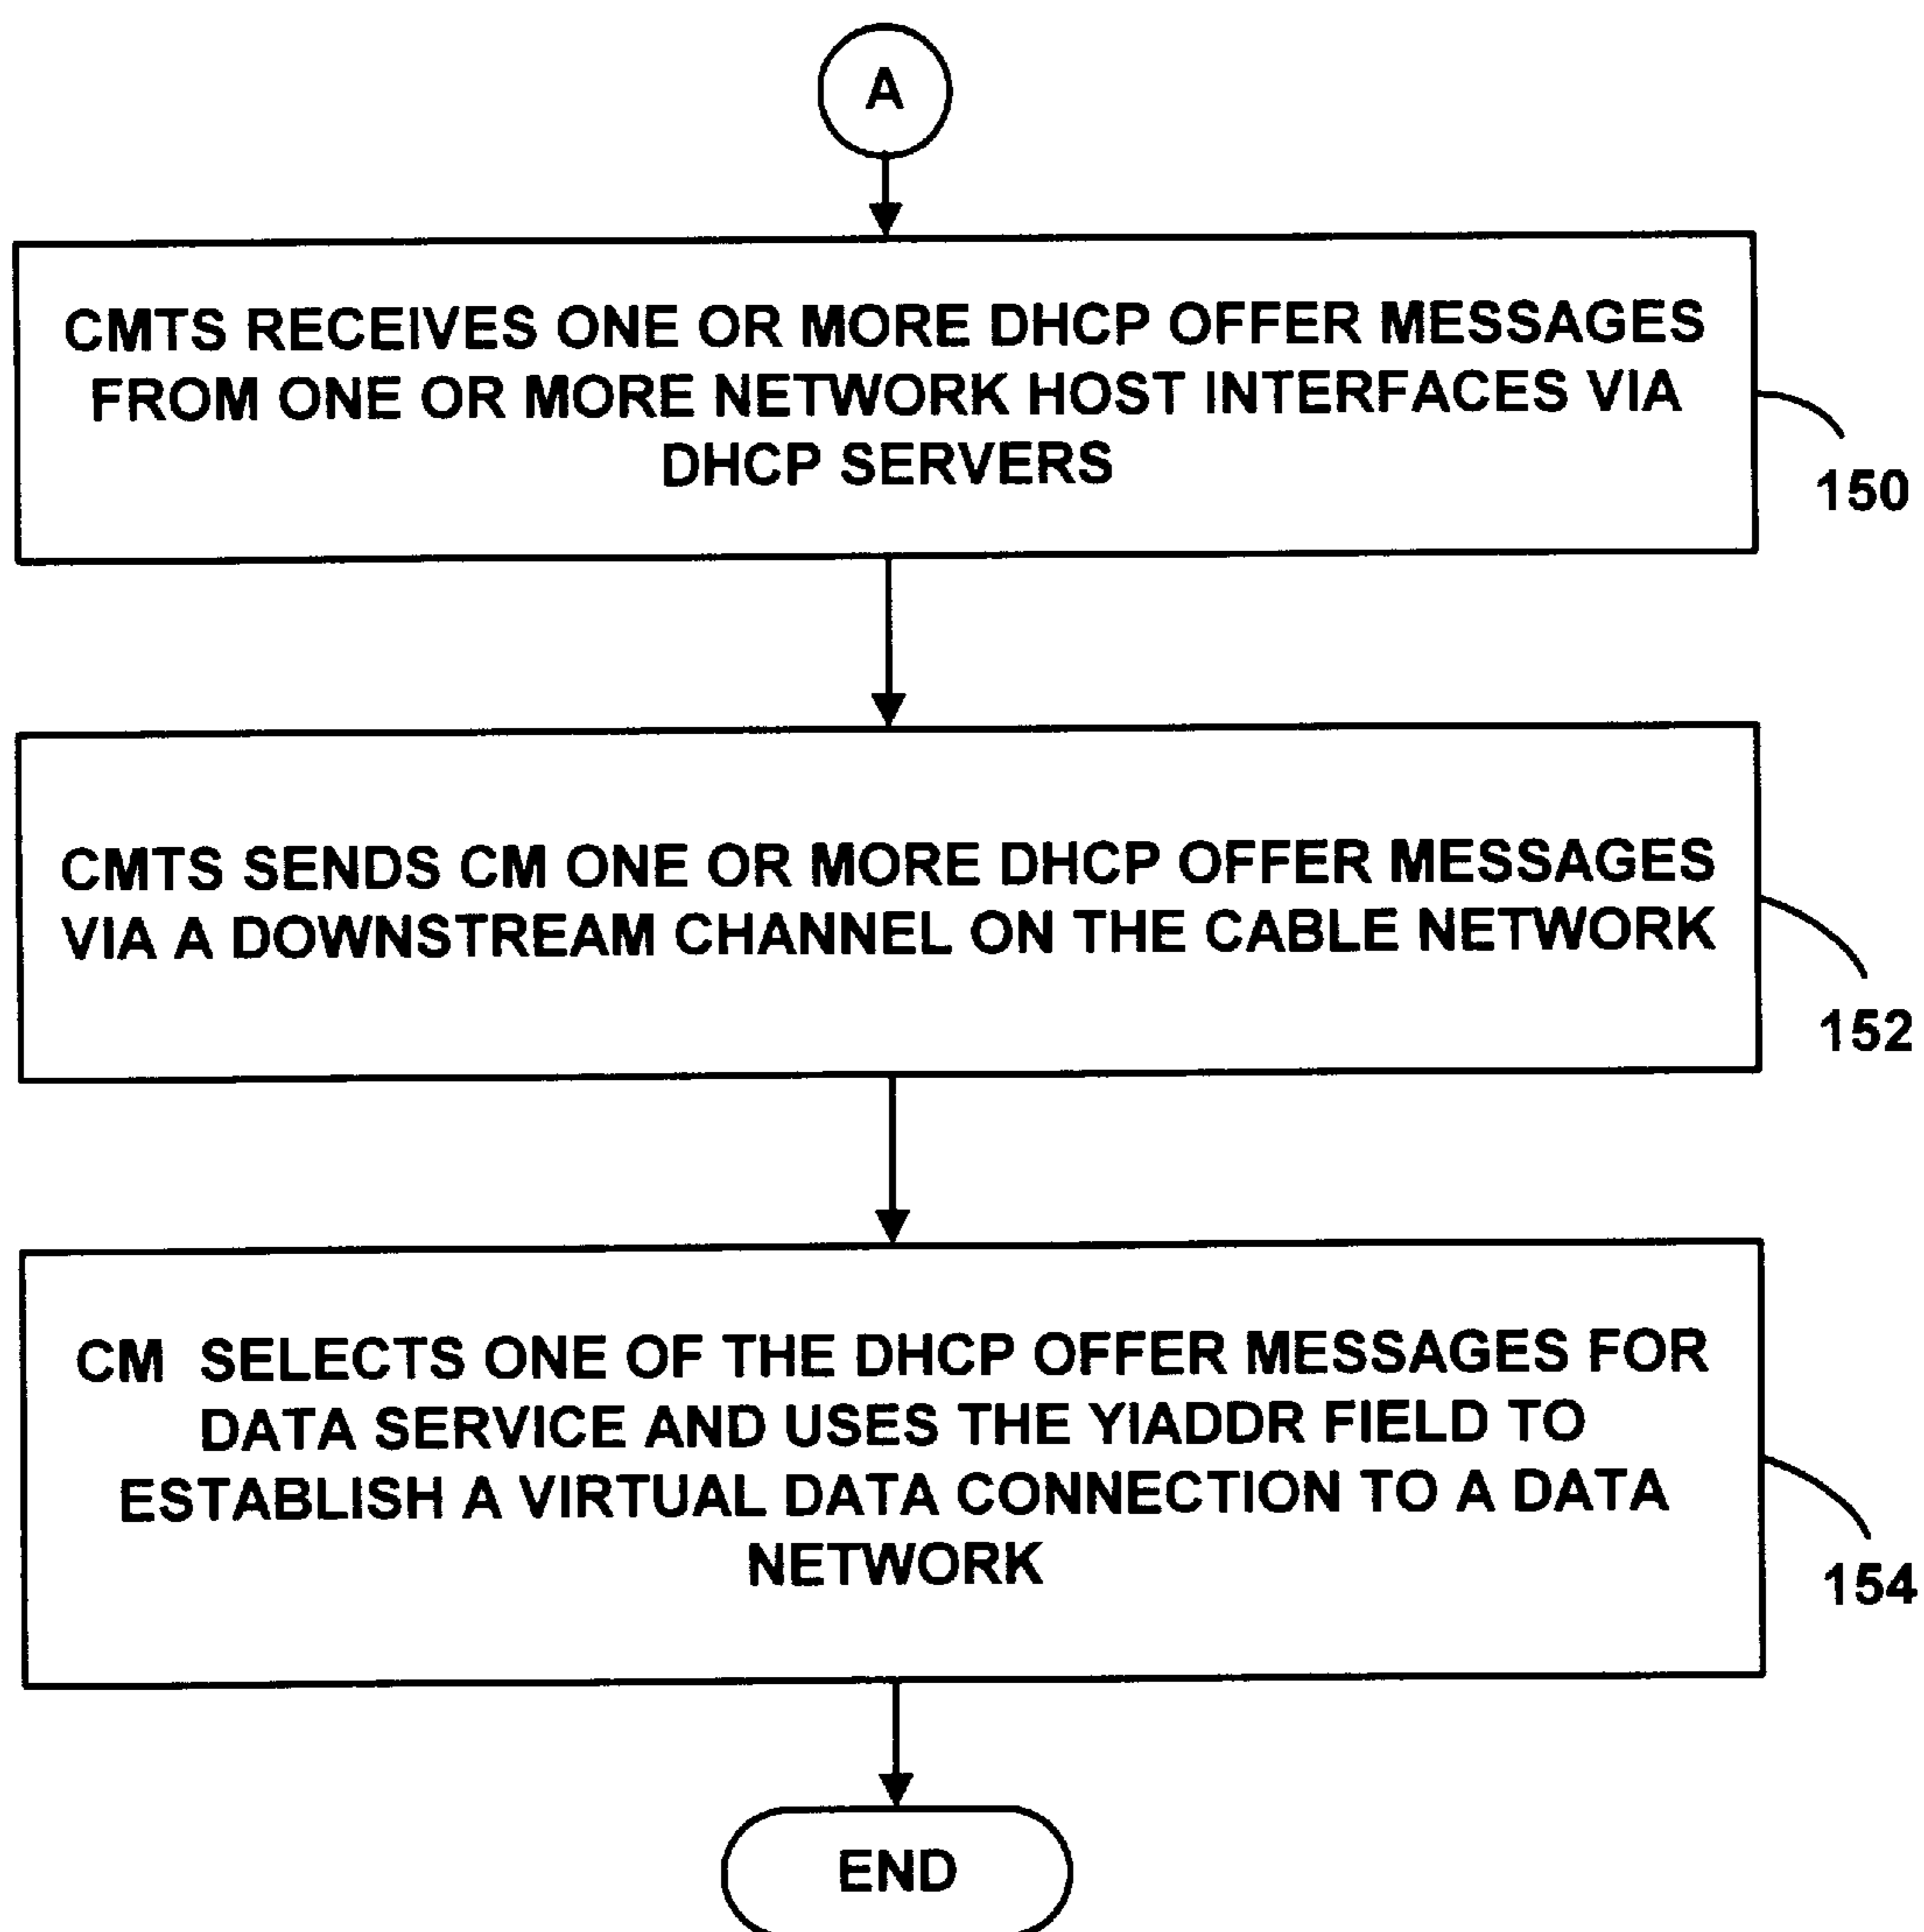 A
CMTS RECEIVES ONE OR MORE DHCP OFFER MESSAGES
FROM ONE OR MORE NETWORK HOST INTERFACES VIA
DHCP SERVERS
150
CMTS SENDS CM ONE OR MORE DHCP OFFER MESSAGES
VIA A DOWNSTREAM CHANNEL ON THE CABLE NETWORK
152
CM SELECTS ONE OF THE DHCP OFFER MESSAGES FOR
DATA SERVICE AND USES THE YIADDR FIELD TO
ESTABLISH A VIRTUAL DATA CONNECTION TO A DATA
NETWORK
154
END